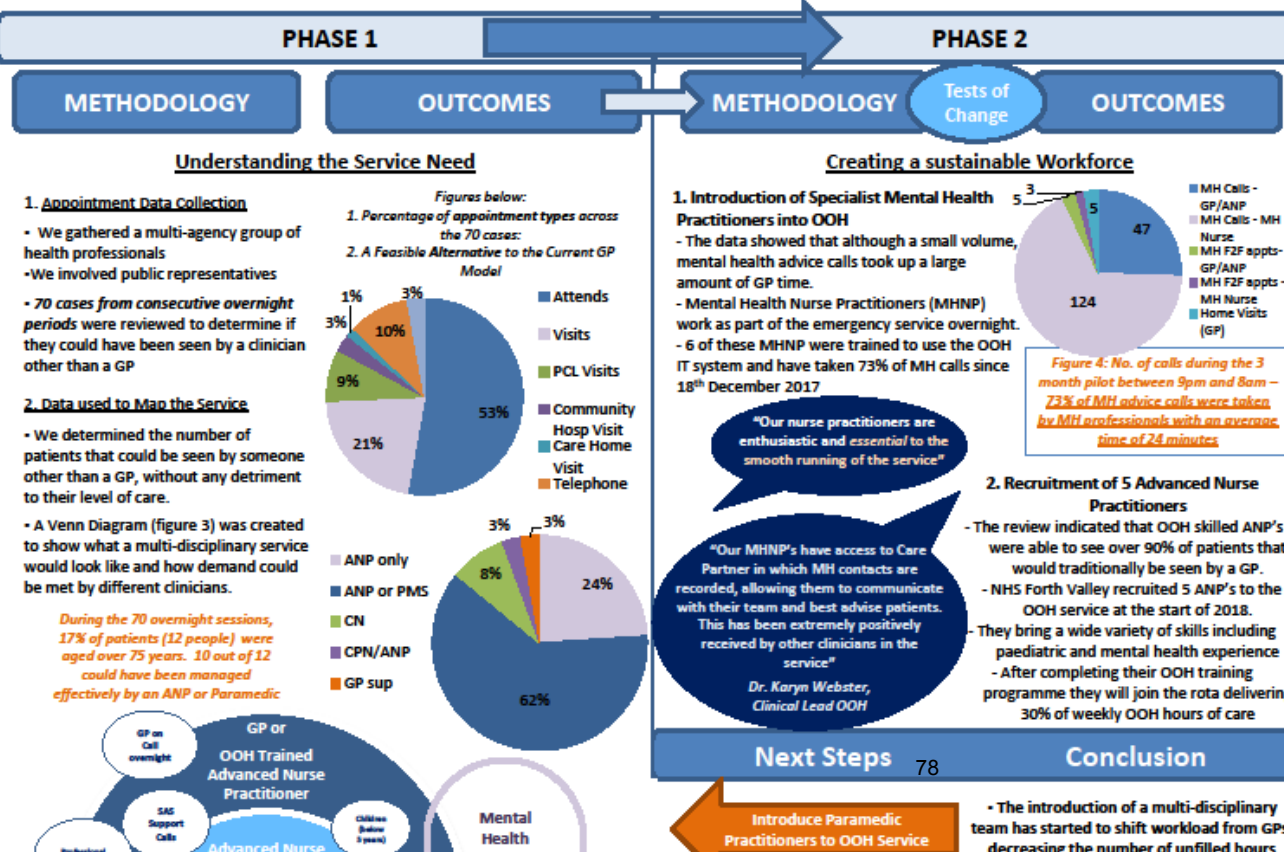 PHASE 1
PHASE 2
METHODOLOGY
OUTCOMES
METHODOLOGY
Tests of
Change
OUTCOMES
Understanding the Service Need
1. Appointment Data Collection
• We gathered a multi-agency group of
health professionals
•We involved public representatives
• 70 cases from consecutive overnight
periods were reviewed to determine if
they could have been seen by a clinician
other than a GP
2. Data used to Map the Service
• We determined the number of
patients that could be seen by someone
other than a GP, without any detriment
to their level of care.
• A Venn Diagram (figure 3) was created
to show what a multi-disciplinary service
would look like and how demand could
be met by different clinicians.
During the 70 overnight sessions,
17% of patients (12 people) were
aged over 75 years. 10 out of 12
could have been managed
effectively by an ANP or Paramedic
Figures below:
1. Percentage of appointment types across
the 70 cases:
2. A Feasible Alternative to the Current GP
Model
1%
3%
3%
10%
9%
21%
53%
Attends
Visits
PCL Visits
Community
Hosp Visit
Care Home
Visit
Telephone
ANP only
ANP or PMS
CN
CPN/ANP
GP sup
3%
3%
8%
24%
62%
GP on
Call
overnight
GP or
OOH Trained
Advanced Nurse
Practitioner
SAS
Support
Calls
Children
(below
5 years)
Professional
Advanced Nurse
Mental
Health
Creating a sustainable Workforce
1. Introduction of Specialist Mental Health
Practitioners into OOH
- The data showed that although a small volume,
mental health advice calls took up a large
amount of GP time.
- Mental Health Nurse Practitioners (MHNP)
work as part of the emergency service overnight.
- 6 of these MHNP were trained to use the OOH
IT system and have taken 73% of MH calls since
18th December 2017
3
5
5
47
124
MH Calls -
GP/ANP
MH Calls - MH
Nurse
MH F2F appts-
GP/ANP
MH F2F appts -
MH Nurse
Home Visits
(GP)
Figure 4: No. of calls during the 3
month pilot between 9pm and 8am –
73% of MH advice calls were taken
by MH professionals with an average
time of 24 minutes
"Our nurse practitioners are
enthusiastic and essential to the
smooth running of the service"
"Our MHNP's have access to Care
Partner in which MH contacts are
recorded, allowing them to communicate
with their team and best advise patients.
This has been extremely positively
received by other clinicians in the
service"
Dr. Karyn Webster,
Clinical Lead OOH
2. Recruitment of 5 Advanced Nurse
Practitioners
- The review indicated that OOH skilled ANP's
were able to see over 90% of patients that
would traditionally be seen by a GP.
- NHS Forth Valley recruited 5 ANP's to the
OOH service at the start of 2018.
- They bring a wide variety of skills including
paediatric and mental health experience
- After completing their OOH training
programme they will join the rota deliverin
30% of weekly OOH hours of care
Next Steps
78
Conclusion
Introduce Paramedic
Practitioners to OOH Service
• The introduction of a multi-disciplinary
team has started to shift workload from GPs
decreasing the number of unfilled hours